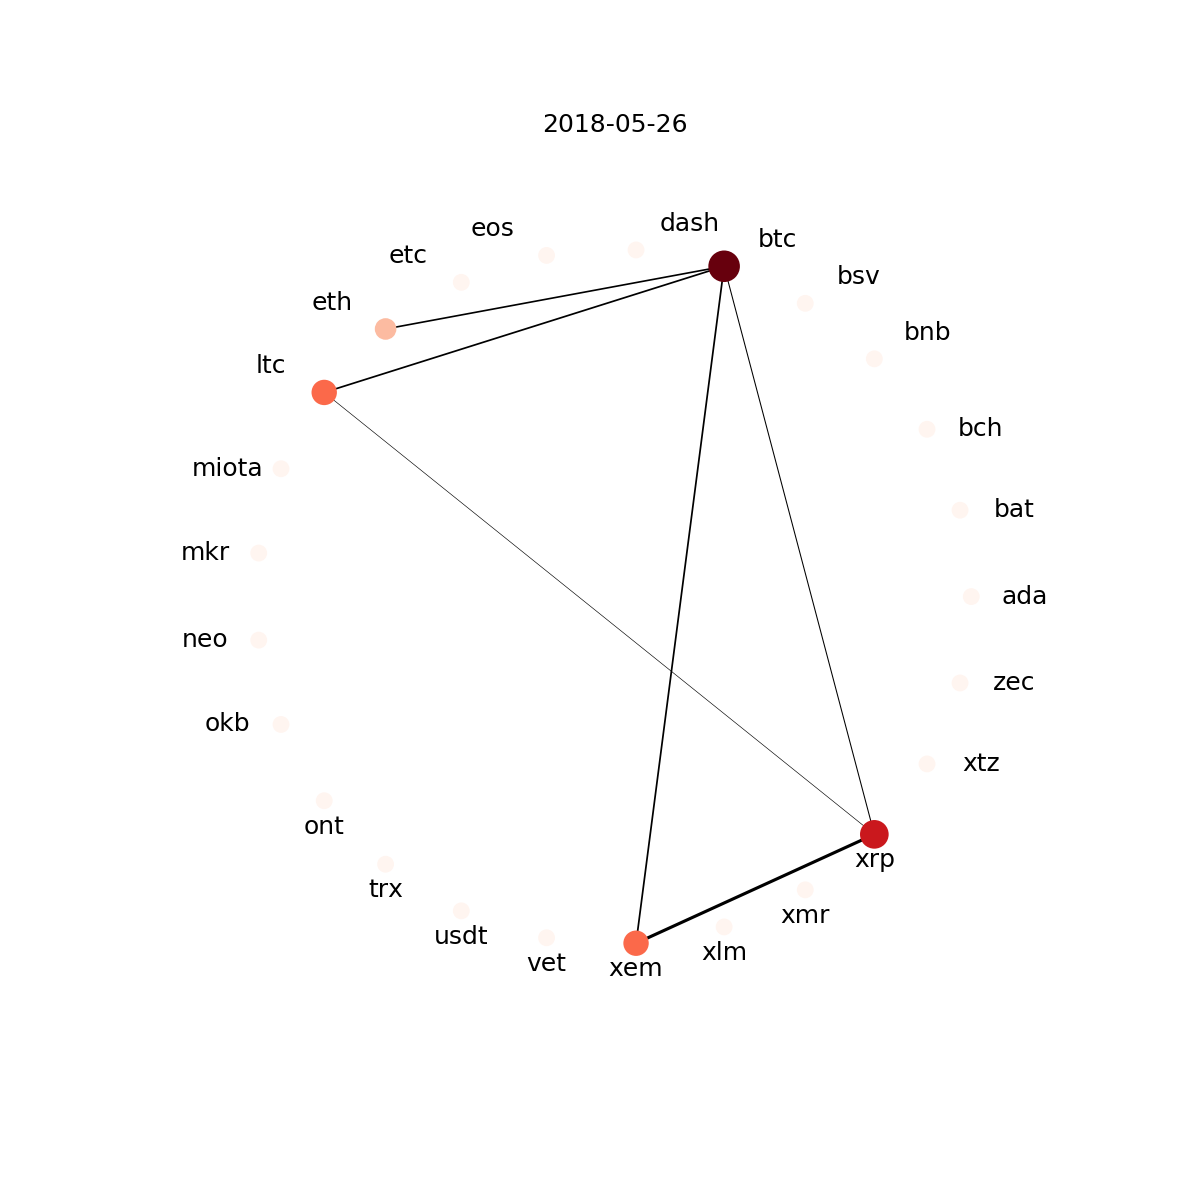 2018-05-26
dash
eos
btc
etc
bsv
eth
bnb
ltc
bch
miota
bat
mkr
ada
neo
zec
okb
xtz
ont
xrp
trx
xmr
usdt
xlm
vet
xem